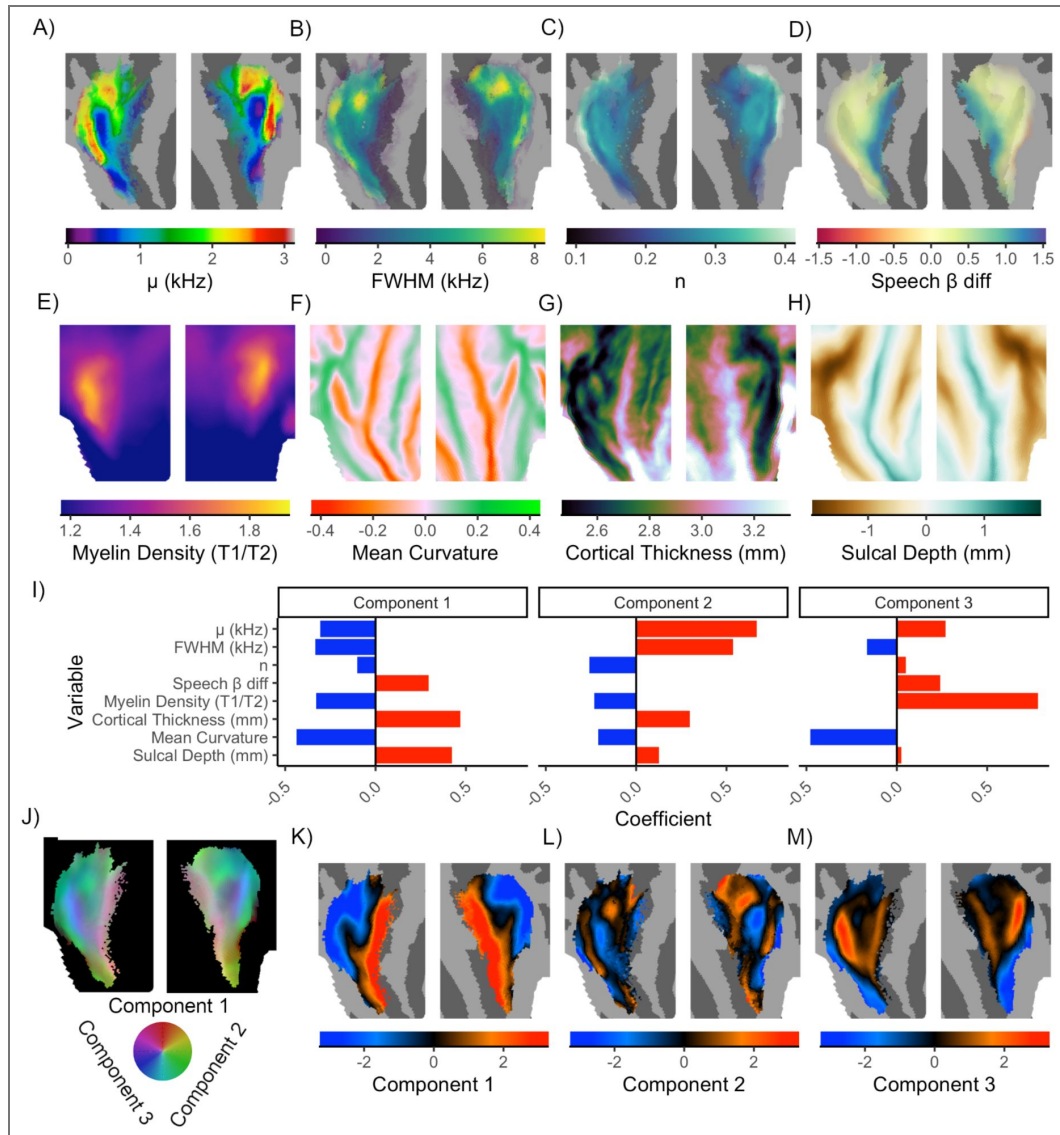 A) B) C) D)
0 1 2 3 0 2 4 6 8 0.1 0.2 0.3 0.4 -1.5 -1.0 -0.5 0.0 0.5 1.0 1.5
μ (kHz) FWHM (kHz) n Speech β diff
E) F) G) H)
1.2 1.4 1.6 1.8 -0.4 -0.2 0.0 0.2 0.4 2.6 2.8 3.0 3.2 -1 0 1
Myelin Density (T1/T2) Mean Curvature Cortical Thickness (mm) Sulcal Depth (mm)
I)
Component 1 Component 2 Component 3
Variable
μ (kHz)
FWHM (kHz)
n
Speech β diff
Myelin Density (T1/T2)
Cortical Thickness (mm)
Mean Curvature
Sulcal Depth (mm)
-0.5 0.0 0.5 -0.5 0.0 0.5 -0.5 0.0 0.5
Coefficient
J) K) L) M)
Component 1
Component 3
Component 2
-2 0 2 -2 0 2 -2 0 2
Component 1 Component 2 Component 3